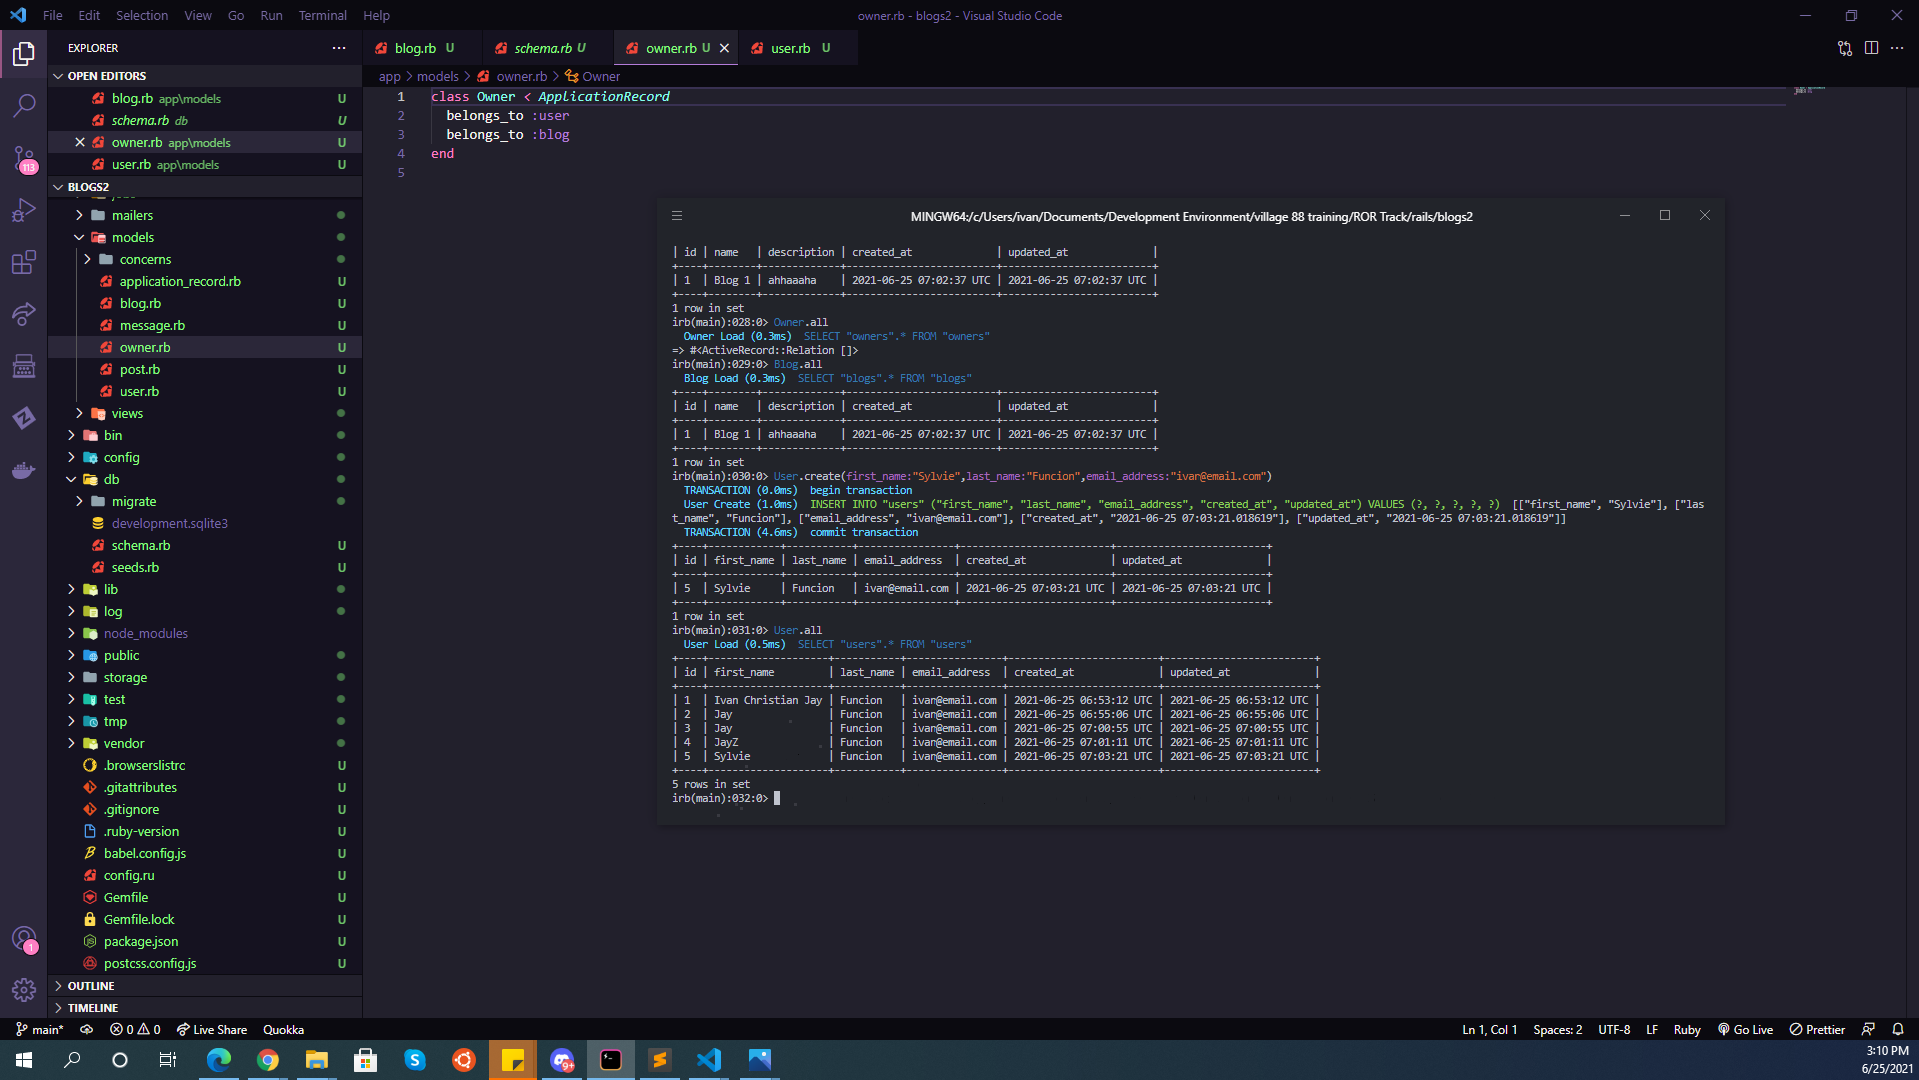 File Edit Selection View Go Run Terminal Help
owner.rb - blogs2 - Visual Studio Code
EXPLORER
OPEN EDITORS
blog.rb app\models U
schema.rb db U
owner.rb app\models U
user.rb app\models U
BLOGS2
mailers
models
concerns
application_record.rb U
blog.rb U
message.rb U
owner.rb U
post.rb U
user.rb U
views
bin
config
db
migrate
development.sqlite3
schema.rb U
seeds.rb U
lib
log
node_modules
public
storage
test
tmp
vendor
.browserslistrc U
.gitattributes U
.gitignore U
.ruby-version U
babel.config.js U
config.ru U
Gemfile U
Gemfile.lock U
package.json U
postcss.config.js U
OUTLINE
TIMELINE
113
1
blog.rb U schema.rb U owner.rb U user.rb U
app > models > owner.rb > Owner
1 class Owner < ApplicationRecord
2 belongs_to :user
3 belongs_to :blog
4 end
5
MINGW64:/c/Users/ivan/Documents/Development Environment/village 88 training/ROR Track/rails/blogs2
| id | name | description | created_at | updated_at |
+----+--------+-------------+-------------------------+-------------------------+
| 1 | Blog 1 | ahhaaaha | 2021-06-25 07:02:37 UTC | 2021-06-25 07:02:37 UTC |
+----+--------+-------------+-------------------------+-------------------------+
1 row in set
irb(main):028:0> Owner.all
Owner Load (0.3ms) SELECT "owners".* FROM "owners"
=> #<ActiveRecord::Relation []>
irb(main):029:0> Blog.all
Blog Load (0.3ms) SELECT "blogs".* FROM "blogs"
+----+--------+-------------+-------------------------+-------------------------+
| id | name | description | created_at | updated_at |
+----+--------+-------------+-------------------------+-------------------------+
| 1 | Blog 1 | ahhaaaha | 2021-06-25 07:02:37 UTC | 2021-06-25 07:02:37 UTC |
+----+--------+-------------+-------------------------+-------------------------+
1 row in set
irb(main):030:0> User.create(first_name:"Sylvie",last_name:"Funcion",email_address:"ivar@email.com")
TRANSACTION (0.0ms) begin transaction
User Create (1.0ms) INSERT INTO "users" ("first_name", "last_name", "email_address", "created_at", "updated_at") VALUES (?, ?, ?, ?, ?) [["first_name", "Sylvie"], ["las
t_name", "Funcion"], ["email_address", "ivar@email.com"], ["created_at", "2021-06-25 07:03:21.018619"], ["updated_at", "2021-06-25 07:03:21.018619"]]
TRANSACTION (4.6ms) commit transaction
+----+------------+-----------+----------------+-------------------------+-------------------------+
| id | first_name | last_name | email_address | created_at | updated_at |
+----+------------+-----------+----------------+-------------------------+-------------------------+
| 5 | Sylvie | Funcion | ivar@email.com | 2021-06-25 07:03:21 UTC | 2021-06-25 07:03:21 UTC |
+----+------------+-----------+----------------+-------------------------+-------------------------+
1 row in set
irb(main):031:0> User.all
User Load (0.5ms) SELECT "users".* FROM "users"
+----+--------------------+-----------+----------------+-------------------------+-------------------------+
| id | first_name | last_name | email_address | created_at | updated_at |
+----+--------------------+-----------+----------------+-------------------------+-------------------------+
| 1 | Ivan Christian Jay | Funcion | ivar@email.com | 2021-06-25 06:53:12 UTC | 2021-06-25 06:53:12 UTC |
| 2 | Jay | Funcion | ivar@email.com | 2021-06-25 06:55:06 UTC | 2021-06-25 06:55:06 UTC |
| 3 | Jay | Funcion | ivar@email.com | 2021-06-25 07:00:55 UTC | 2021-06-25 07:00:55 UTC |
| 4 | JayZ | Funcion | ivar@email.com | 2021-06-25 07:01:11 UTC | 2021-06-25 07:01:11 UTC |
| 5 | Sylvie | Funcion | ivar@email.com | 2021-06-25 07:03:21 UTC | 2021-06-25 07:03:21 UTC |
+----+--------------------+-----------+----------------+-------------------------+-------------------------+
5 rows in set
irb(main):032:0>
main* 0 0 Live Share Quokka
Ln 1, Col 1 Spaces: 2 UTF-8 LF Ruby Go Live Prettier
9+
3:10 PM
6/25/2021